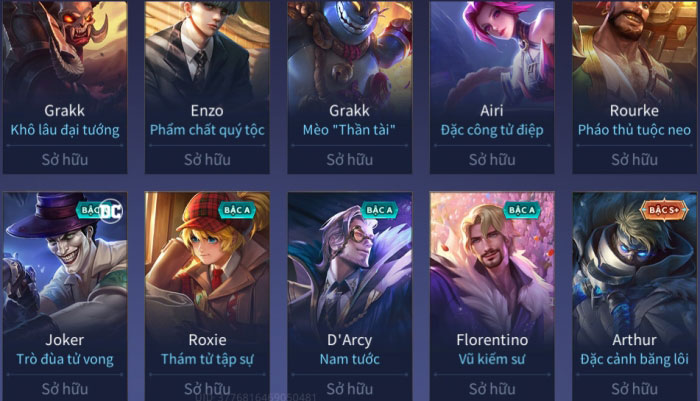 Grakk
Khô lâu đại tướng
Sở hữu
Enzo
Phẩm chất quý tộc
Sở hữu
Grakk
Mèo "Thần tài"
Sở hữu
Airi
Đặc công tử điệp
Sở hữu
Rourke
Pháo thủ tuộc neo
Sở hữu
BẬC
DC
Joker
Trò đùa tử vong
Sở hữu
BẬC A
Roxie
Thám tử tập sự
Sở hữu
BẬC A
D'Arcy
Nam tước
Sở hữu
BẬC A
Florentino
Vũ kiếm sư
Sở hữu
BẬC S+
Arthur
Đặc cảnh băng lôi
Sở hữu